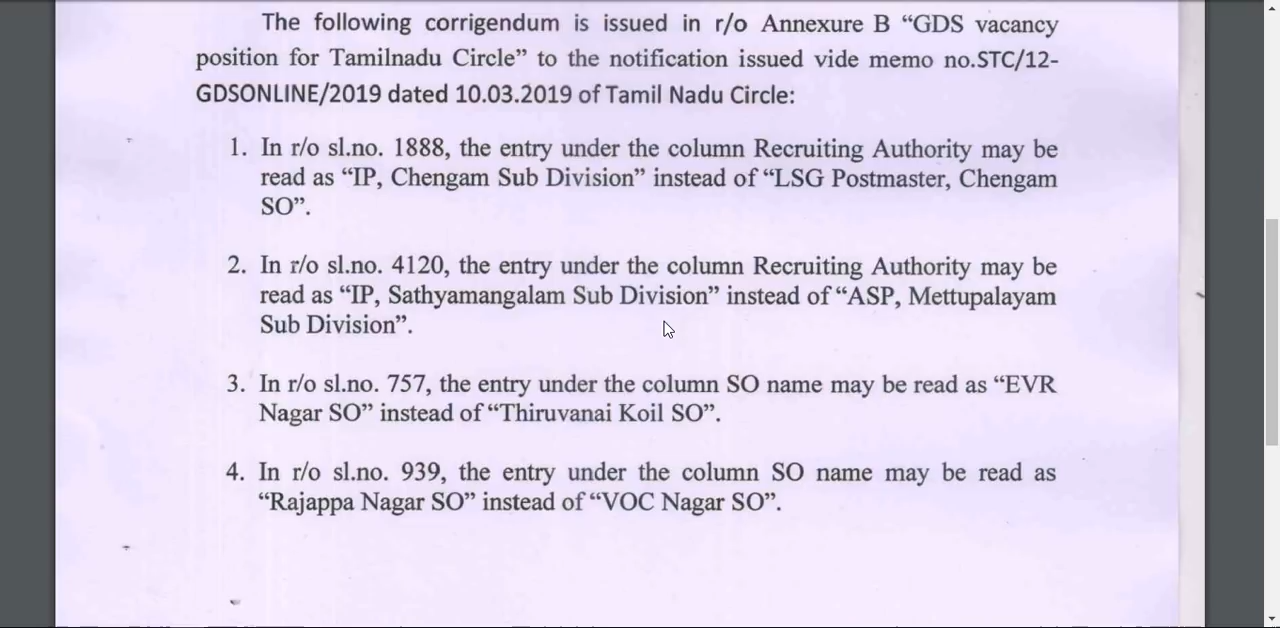 The following corrigendum is issued in r/o Annexure B “GDS vacancy
position for Tamilnadu Circle” to the notification issued vide memo no.STC/12-
GDSONLINE/2019 dated 10.03.2019 of Tamil Nadu Circle:
1. In r/o sl.no. 1888, the entry under the column Recruiting Authority may be
read as “IP, Chengam Sub Division” instead of “LSG Postmaster, Chengam
SO”.
2. In r/o sl.no. 4120, the entry under the column Recruiting Authority may be
read as “IP, Sathyamangalam Sub Division” instead of “ASP, Mettupalayam
Sub Division”.
3. In r/o sl.no. 757, the entry under the column SO name may be read as “EVR
Nagar SO” instead of “Thiruvanai Koil SO”.
4. In r/o sl.no. 939, the entry under the column SO name may be read as
“Rajappa Nagar SO” instead of “VOC Nagar SO”.